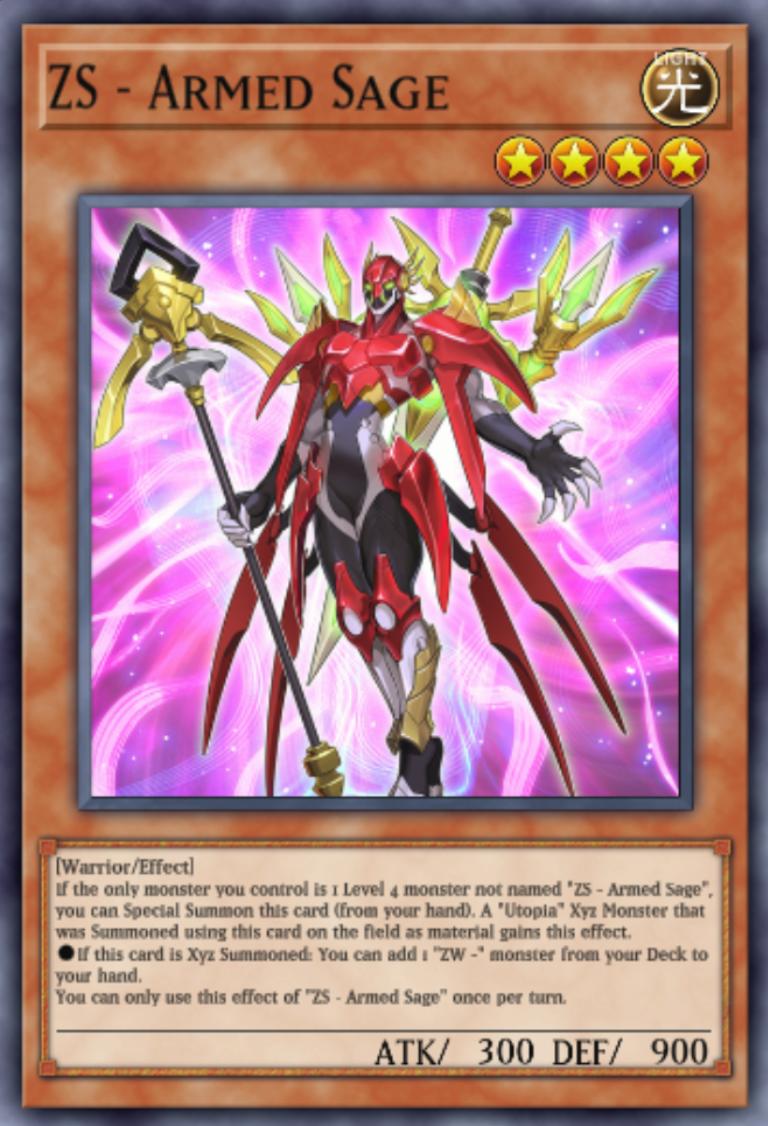 ZS - Armed Sage
LIGHT
光
[Warrior/Effect]
If the only monster you control is 1 Level 4 monster not named "ZS - Armed Sage",
you can Special Summon this card (from your hand). A "Utopia" Xyz Monster that
was Summoned using this card on the field as material gains this effect.
●If this card is Xyz Summoned: You can add 1 "ZW -" monster from your Deck to
your hand.
You can only use this effect of "ZS - Armed Sage" once per turn.
ATK/ 300 DEF/ 900